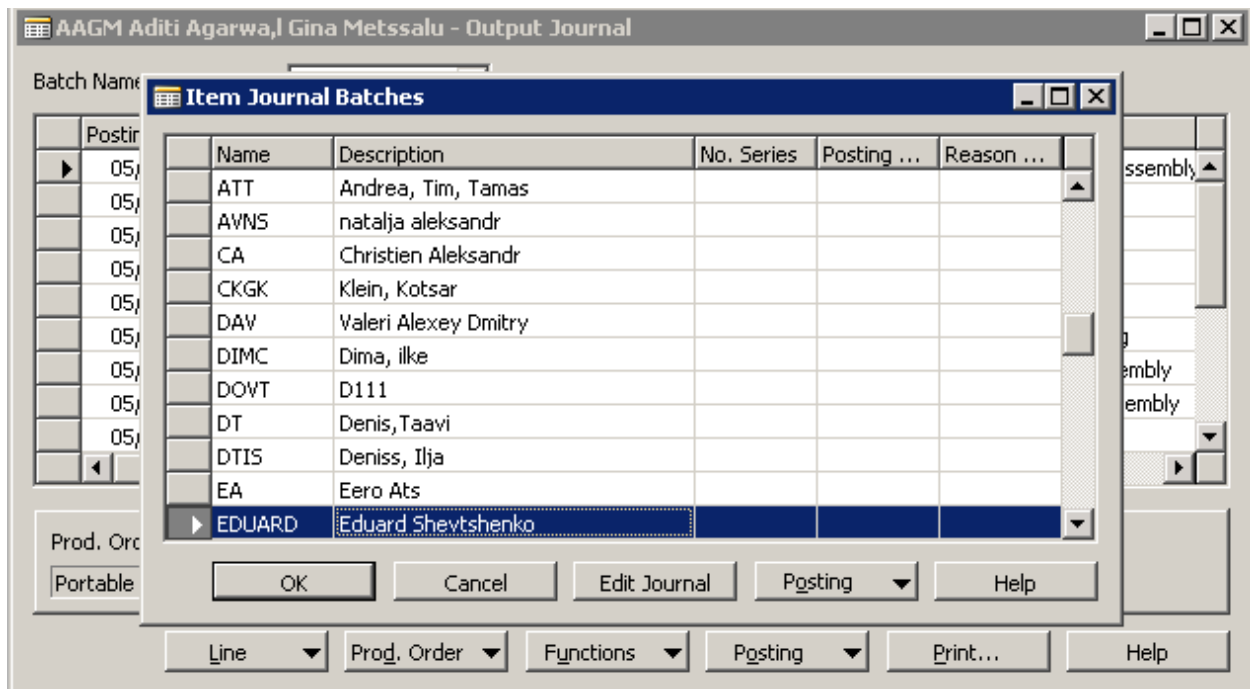 AAGM Aditi Agarwa,l Gina Metssalu - Output Journal
Batch Name
Item Journal Batches
Name Description No. Series Posting ... Reason ...
ATT Andrea, Tim, Tamas
AVNS natalja aleksandr
CA Christien Aleksandr
CKGK Klein, Kotsar
DAV Valeri Alexey Dmitry
DIMC Dima, ilke
DOVT D111
DT Denis,Taavi
DTIS Deniss, Ilja
EA Eero Ats
EDUARD Eduard Shevtshenko
Prod. Ord
Portable
OK Cancel Edit Journal Posting Help
Line Prod. Order Functions Posting Print... Help